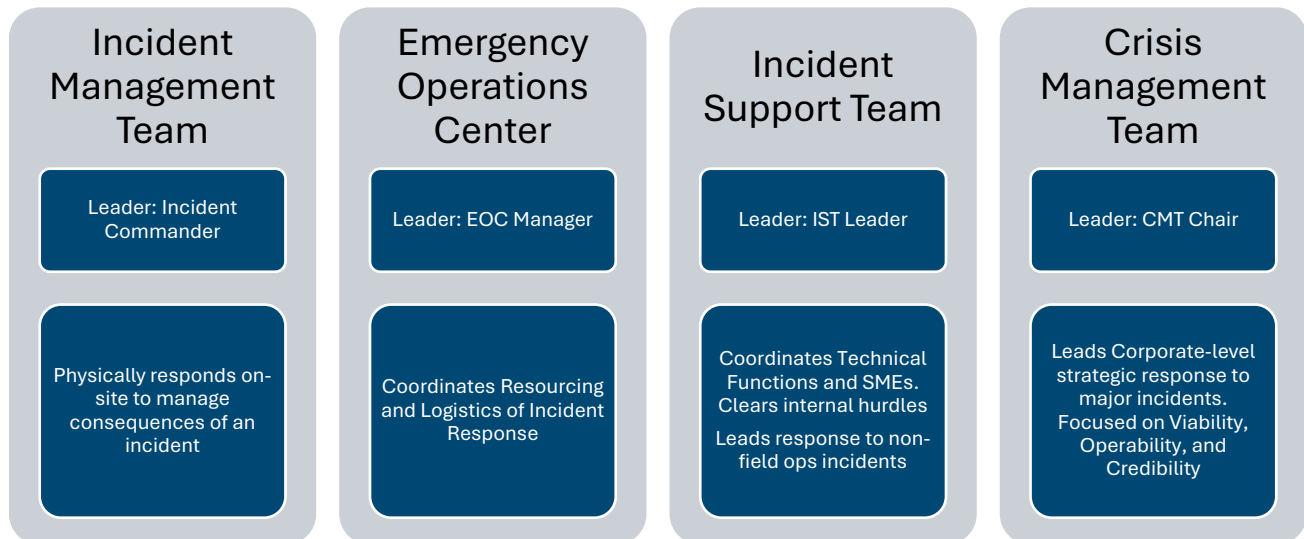 Incident
Management
Team
Leader: Incident
Commander
Physically responds on-
site to manage
consequences of an
incident
Emergency
Operations
Center
Leader: EOC Manager
Coordinates Resourcing
and Logistics of Incident
Response
Incident
Support Team
Leader: IST Leader
Coordinates Technical
Functions and SMEs.
Clears internal hurdles
Leads response to non-
field ops incidents
Crisis
Management
Team
Leader: CMT Chair
Leads Corporate-level
strategic response to
major incidents.
Focused on Viability,
Operability, and
Credibility